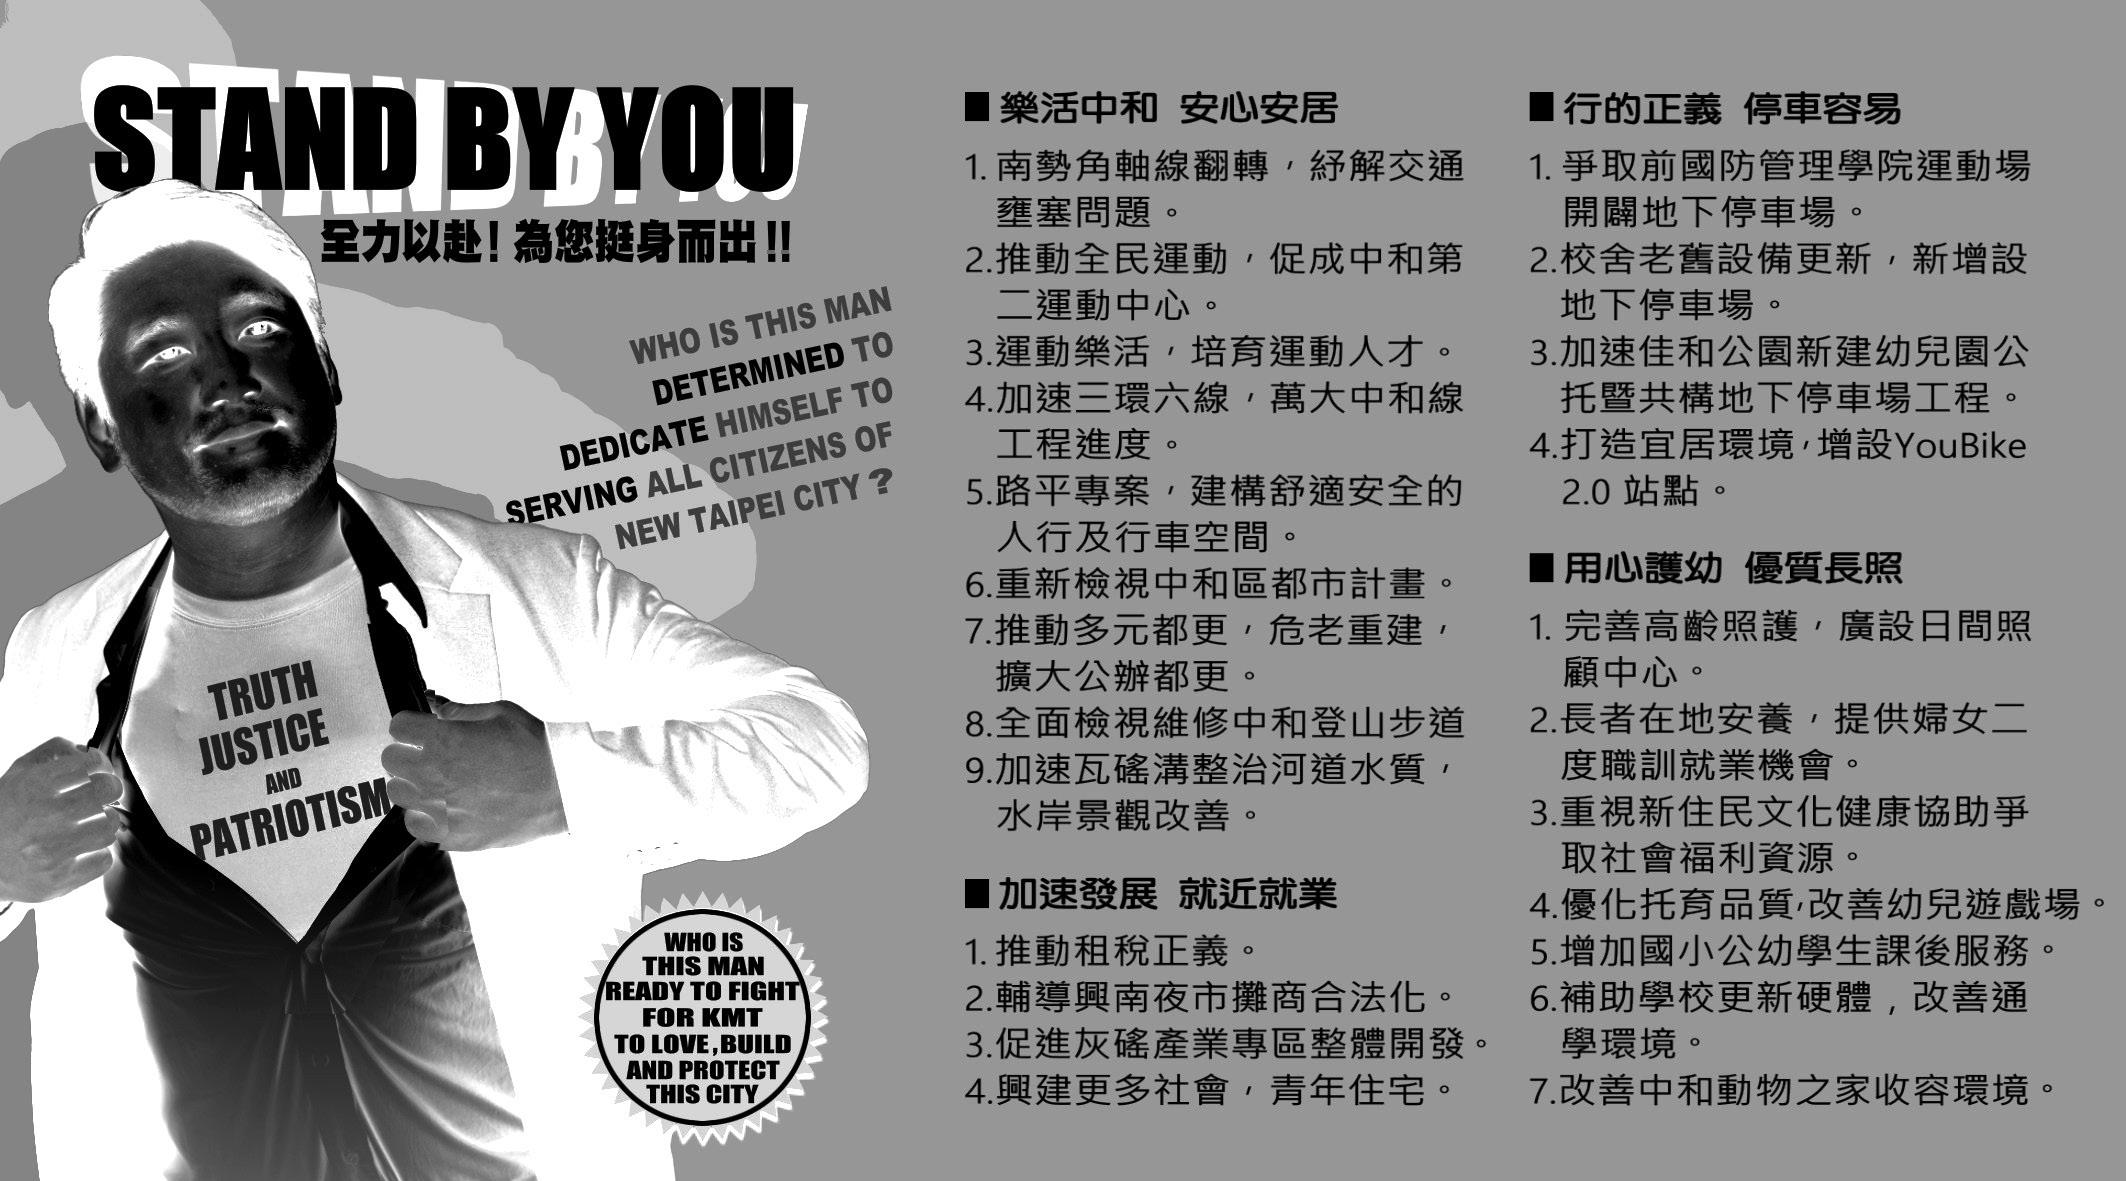 STAND BY YOU
全力以赴！為您挺身而出！！
WHO IS THIS MAN
DETERMINED TO
DEDICATE HIMSELF TO
SERVING ALL CITIZENS OF
NEW TAIPEI CITY？
TRUTH
JUSTICE
AND
PATRIOTISM
WHO IS
THIS MAN
READY TO FIGHT
FOR KMT
TO LOVE,BUILD
AND PROTECT
THIS CITY
■樂活中和 安心安居
1. 南勢角軸線翻轉，紓解交通
壅塞問題。
2.推動全民運動，促成中和第
二運動中心。
3.運動樂活，培育運動人才。
4.加速三環六線，萬大中和線
工程進度。
5.路平專案，建構舒適安全的
人行及行車空間。
6.重新檢視中和區都市計畫。
7.推動多元都更，危老重建，
擴大公辦都更。
8.全面檢視維修中和登山步道
9.加速瓦磘溝整治河道水質，
水岸景觀改善。
■加速發展 就近就業
1. 推動租稅正義。
2.輔導興南夜市攤商合法化。
3.促進灰磘產業專區整體開發。
4.興建更多社會，青年住宅。
■行的正義 停車容易
1. 爭取前國防管理學院運動場
開闢地下停車場。
2.校舍老舊設備更新，新增設
地下停車場。
3.加速佳和公園新建幼兒園公
托暨共構地下停車場工程。
4.打造宜居環境，增設YouBike
2.0 站點。
■用心護幼 優質長照
1. 完善高齡照護，廣設日間照
顧中心。
2.長者在地安養，提供婦女二
度職訓就業機會。
3.重視新住民文化健康協助爭
取社會福利資源。
4.優化托育品質，改善幼兒遊戲場。
5.增加國小公幼學生課後服務。
6.補助學校更新硬體，改善通
學環境。
7.改善中和動物之家收容環境。